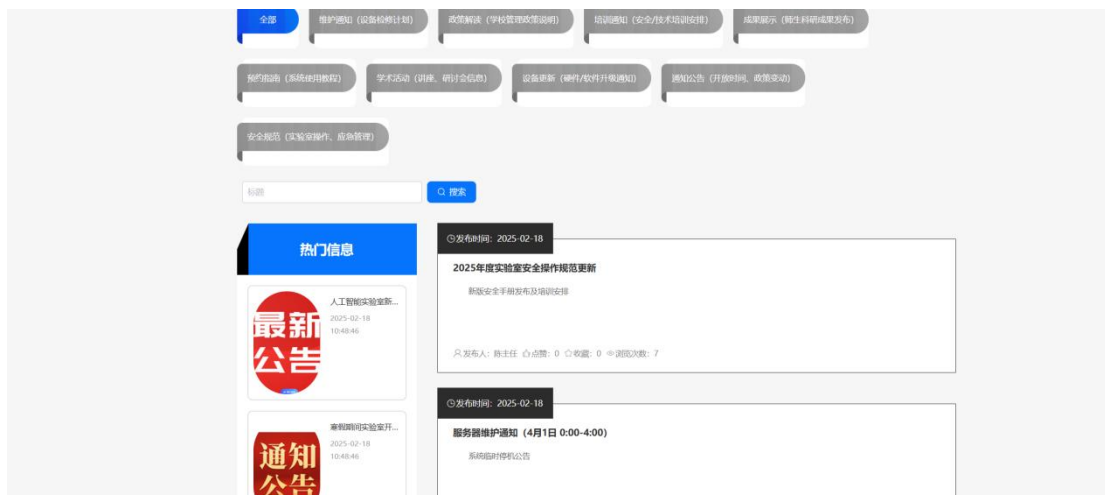 全部
维护通知（设备检修计划）
政策解读（学校管理政策说明）
培训通知（安全/技术培训安排）
成果展示（师生科研成果发布）
预约指南（系统使用教程）
学术活动（讲座、研讨会信息）
设备更新（硬件/软件升级通知）
通知公告（开放时间、政策变动）
安全规范（实验室操作、应急管理）
标题
搜索
热门信息
人工智能实验室新...
2025-02-18
10:48:46
最新
公告
寒假期间实验室开...
2025-02-18
10:48:46
通知
公告
发布时间：2025-02-18
2025年度实验室安全操作规范更新
新版安全手册发布及培训安排
发布人：陈主任 点赞：0 收藏：0 浏览次数：7
发布时间：2025-02-18
服务器维护通知（4月1日 0:00-4:00）
系统临时停机公告